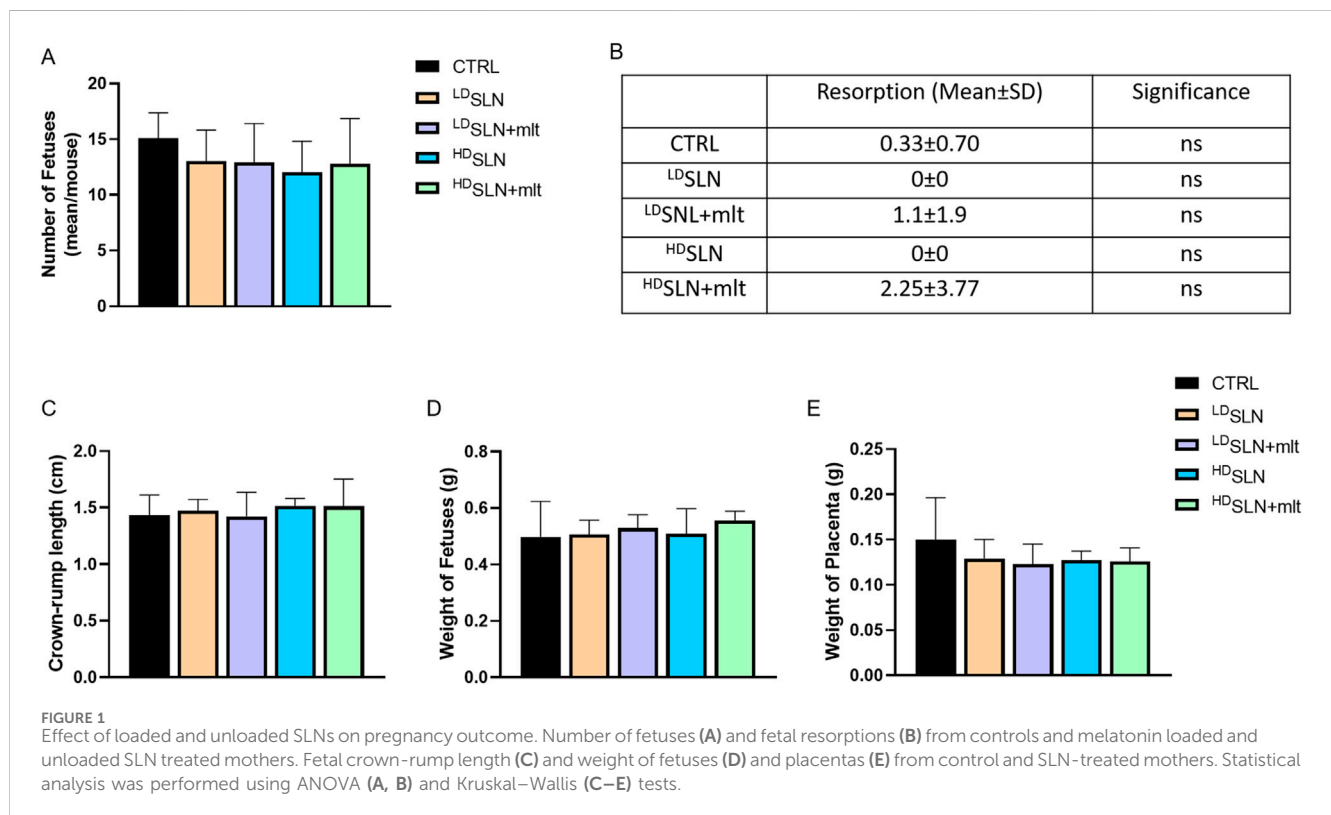 A
20
15
10
5
0
Number of Fetuses
(mean/mouse)
CTRL
LDSLN
LDSLN+mlt
HDSLN
HDSLN+mlt
B
Resorption (Mean±SD) Significance
CTRL 0.33±0.70 ns
LDSLN 0±0 ns
LDSNL+mlt 1.1±1.9 ns
HDSLN 0±0 ns
HDSLN+mlt 2.25±3.77 ns
C
2.0
1.5
1.0
0.5
0.0
Crown-rump length (cm)
D
0.8
0.6
0.4
0.2
0.0
Weight of Fetuses (g)
E
0.25
0.20
0.15
0.10
0.05
0.00
Weight of Placenta (g)
CTRL
LDSLN
LDSLN+mlt
HDSLN
HDSLN+mlt
FIGURE 1
Effect of loaded and unloaded SLNs on pregnancy outcome. Number of fetuses (A) and fetal resorptions (B) from controls and melatonin loaded and
unloaded SLN treated mothers. Fetal crown-rump length (C) and weight of fetuses (D) and placentas (E) from control and SLN-treated mothers. Statistical
analysis was performed using ANOVA (A, B) and Kruskal–Wallis (C–E) tests.